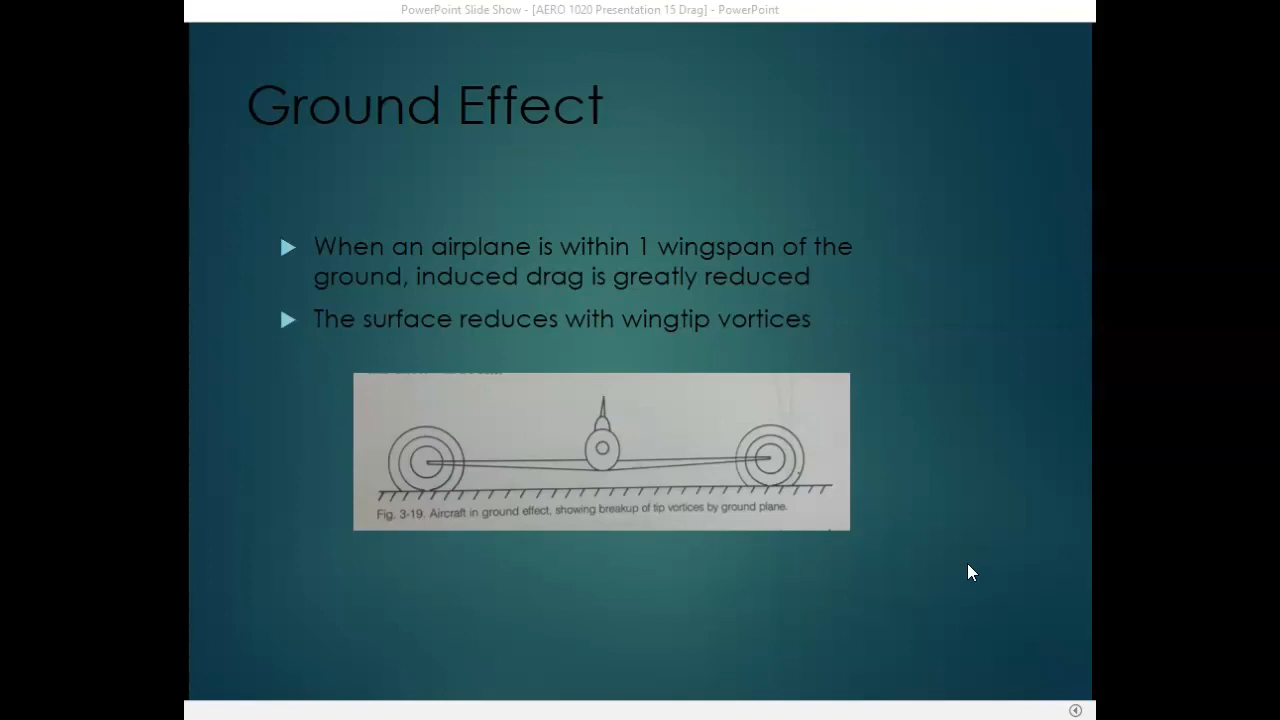 PowerPoint Slide Show - [AERO 1020 Presentation 15 Drag] - PowerPoint
Ground Effect
When an airplane is within 1 wingspan of the
ground, induced drag is greatly reduced
The surface reduces with wingtip vortices
Fig. 3-19. Aircraft in ground effect, showing breakup of tip vortices by ground plane.